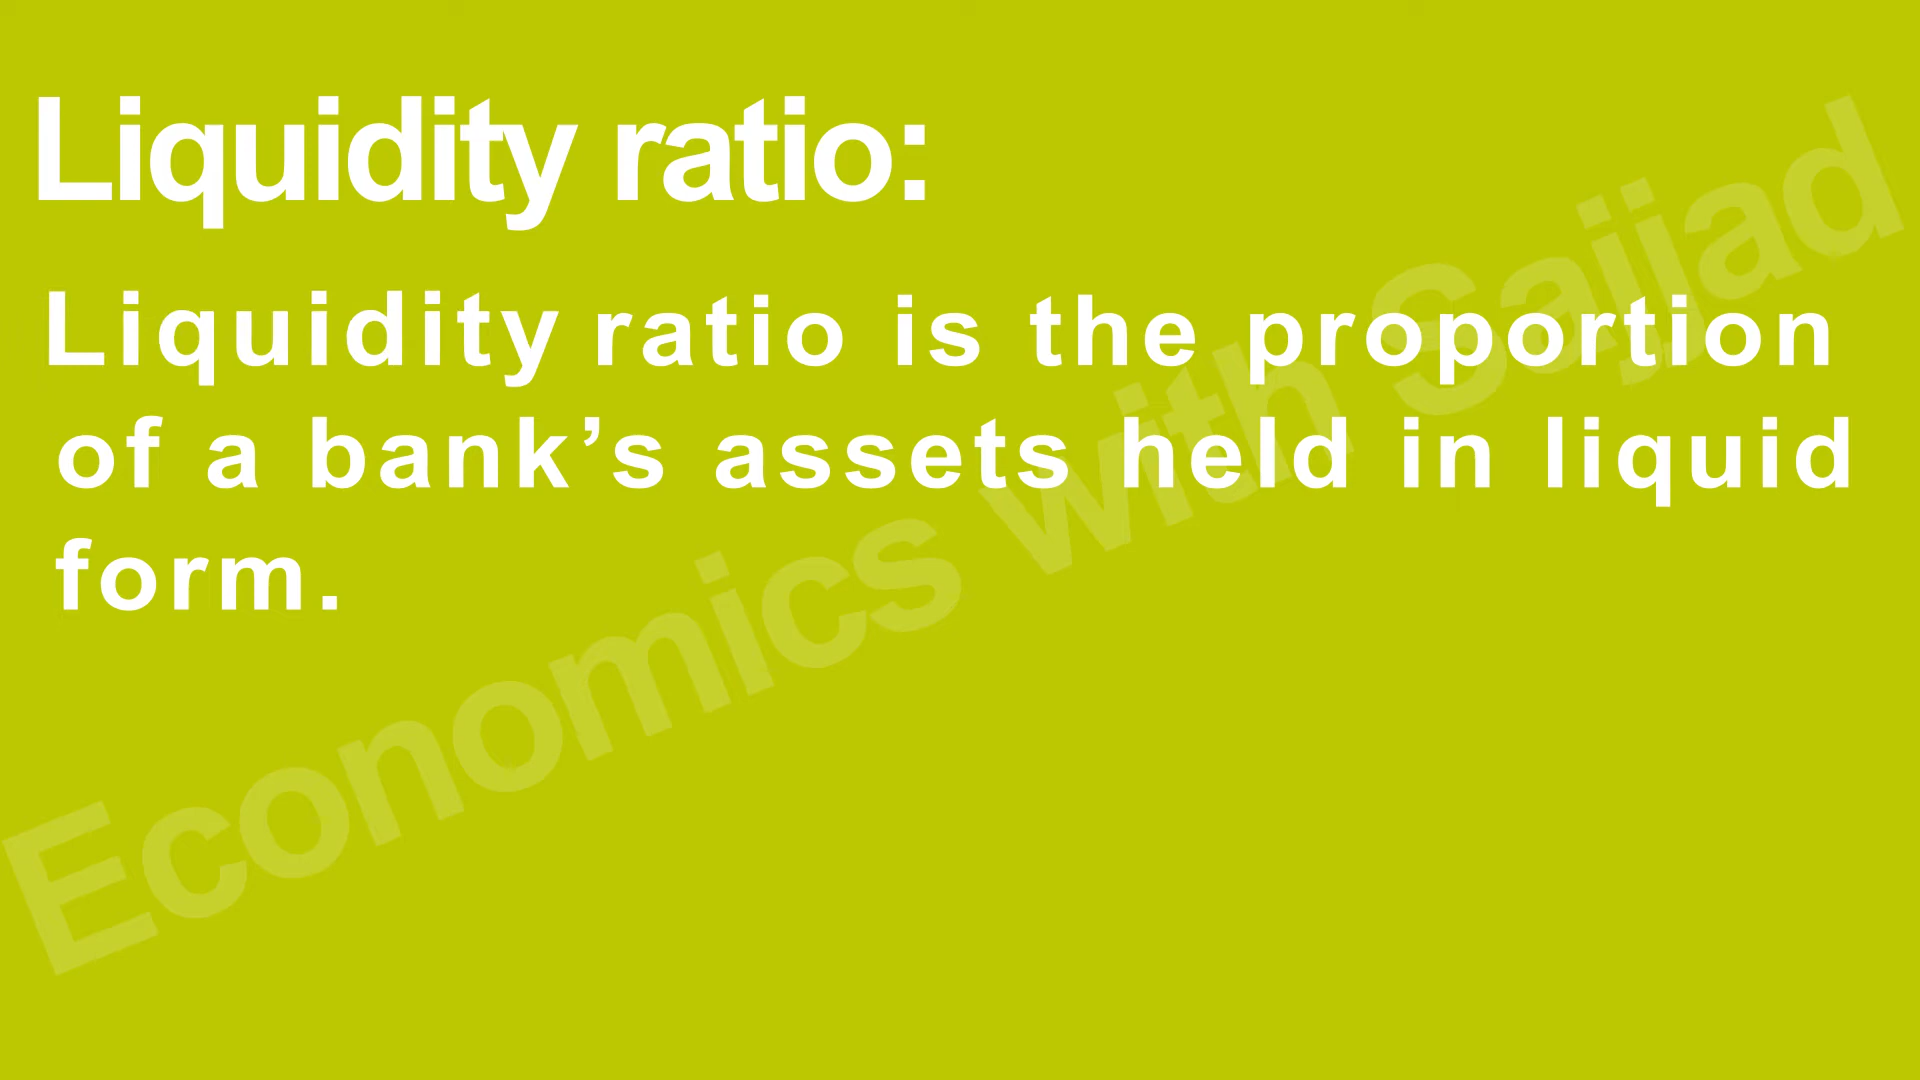 Liquidity ratio:
Liquidity ratio is the proportion
of a bank’s assets held in liquid
form.
Economics with Sajjad